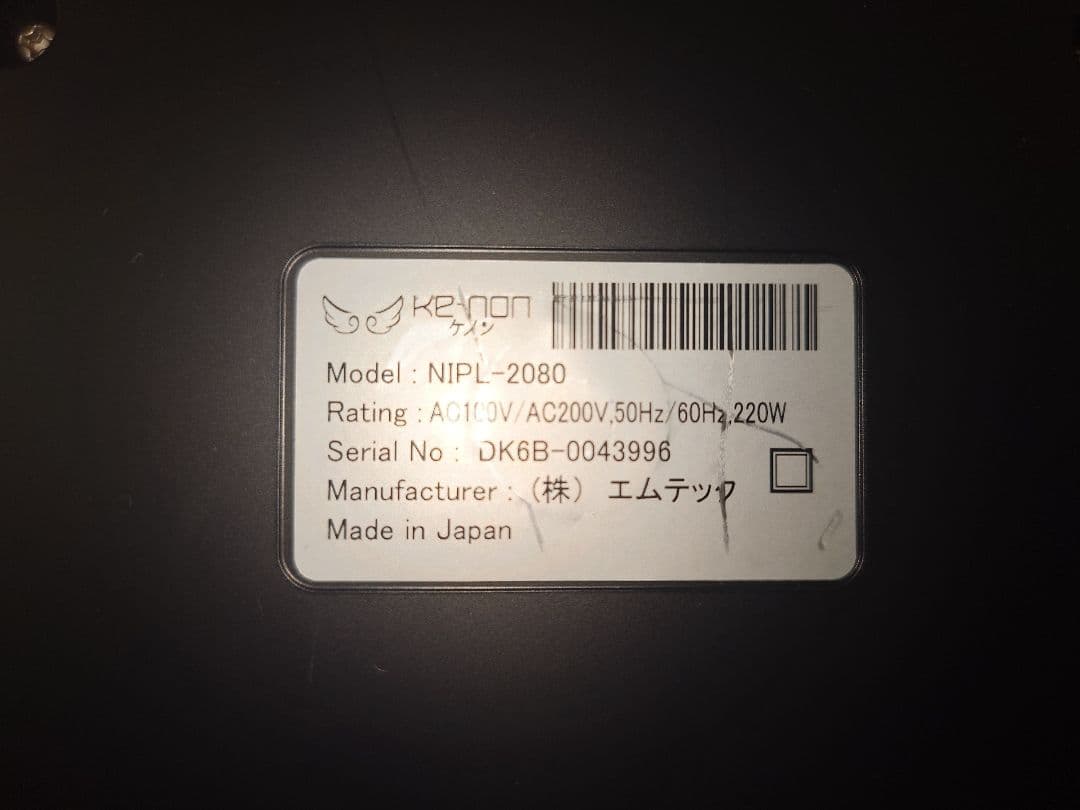 Ke-non
ケノン
Model : NIPL-2080
Rating : AC100V/AC200V,50Hz/60Hz,220W
Serial No : DK6B-0043996
Manufacturer : (株) エムテック
Made in Japan